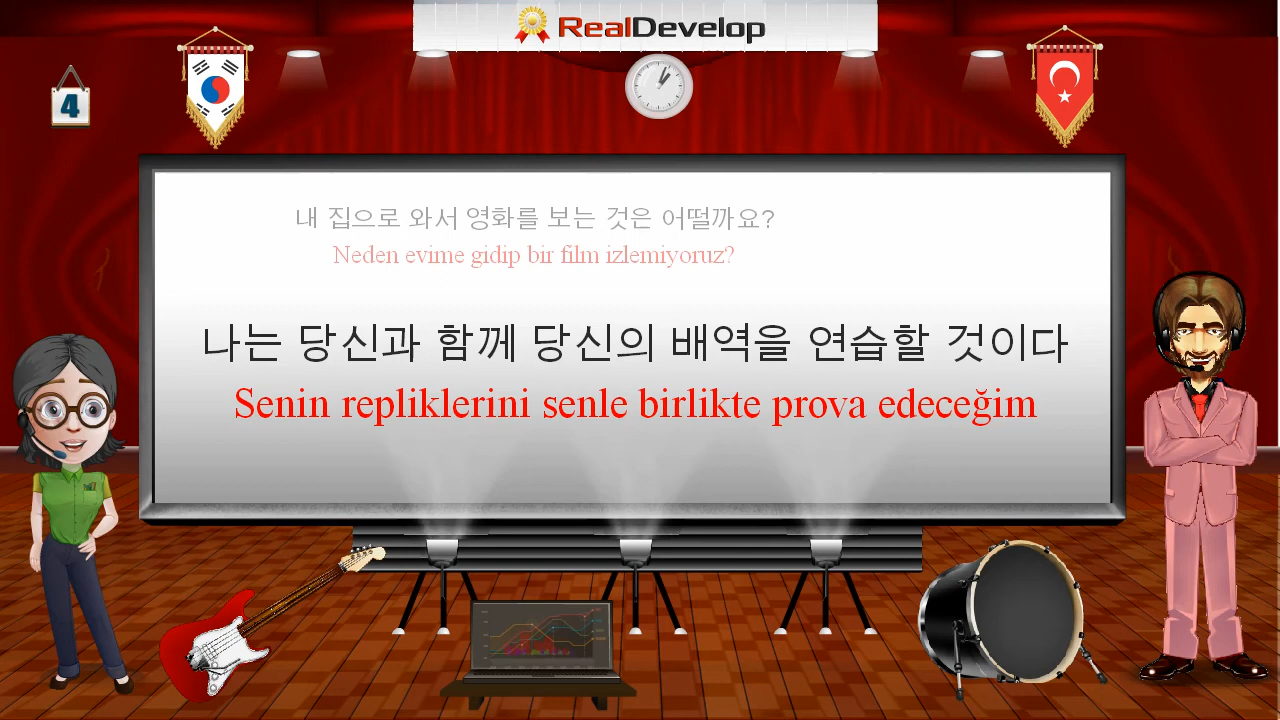 RealDevelop
4
내 집으로 와서 영화를 보는 것은 어떨까요?
Neden evime gidip bir film izlemiyoruz?
나는 당신과 함께 당신의 배역을 연습할 것이다
Senin repliklerini senle birlikte prova edeceğim